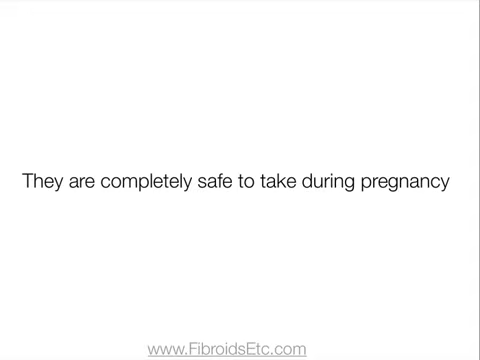 They are completely safe to take during pregnancy
www.FibroidsEtc.com